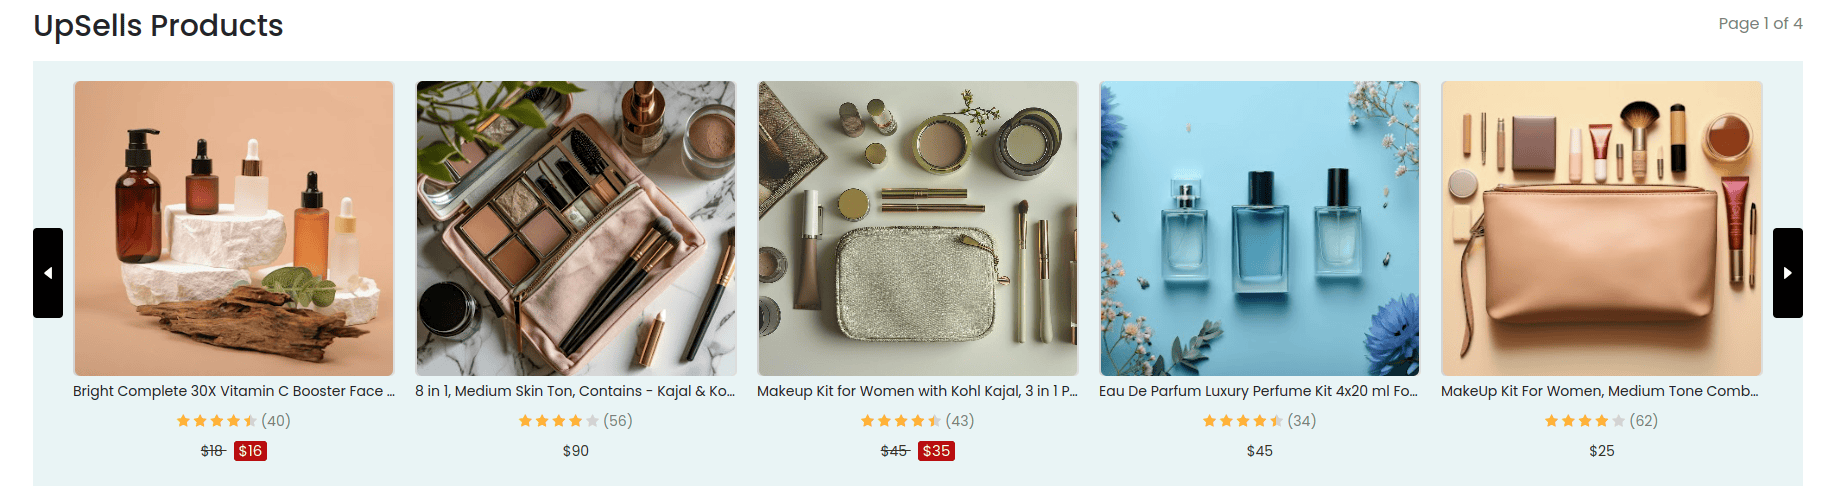 UpSells Products
Page 1 of 4
Bright Complete 30X Vitamin C Booster Face ...
8 in 1, Medium Skin Ton, Contains - Kajal & Ko...
Makeup Kit for Women with Kohl Kajal, 3 in 1 P...
Eau De Parfum Luxury Perfume Kit 4x20 ml Fo...
MakeUp Kit For Women, Medium Tone Comb...
(40)
(56)
(43)
(34)
(62)
$18 $16
$90
$45 $35
$45
$25